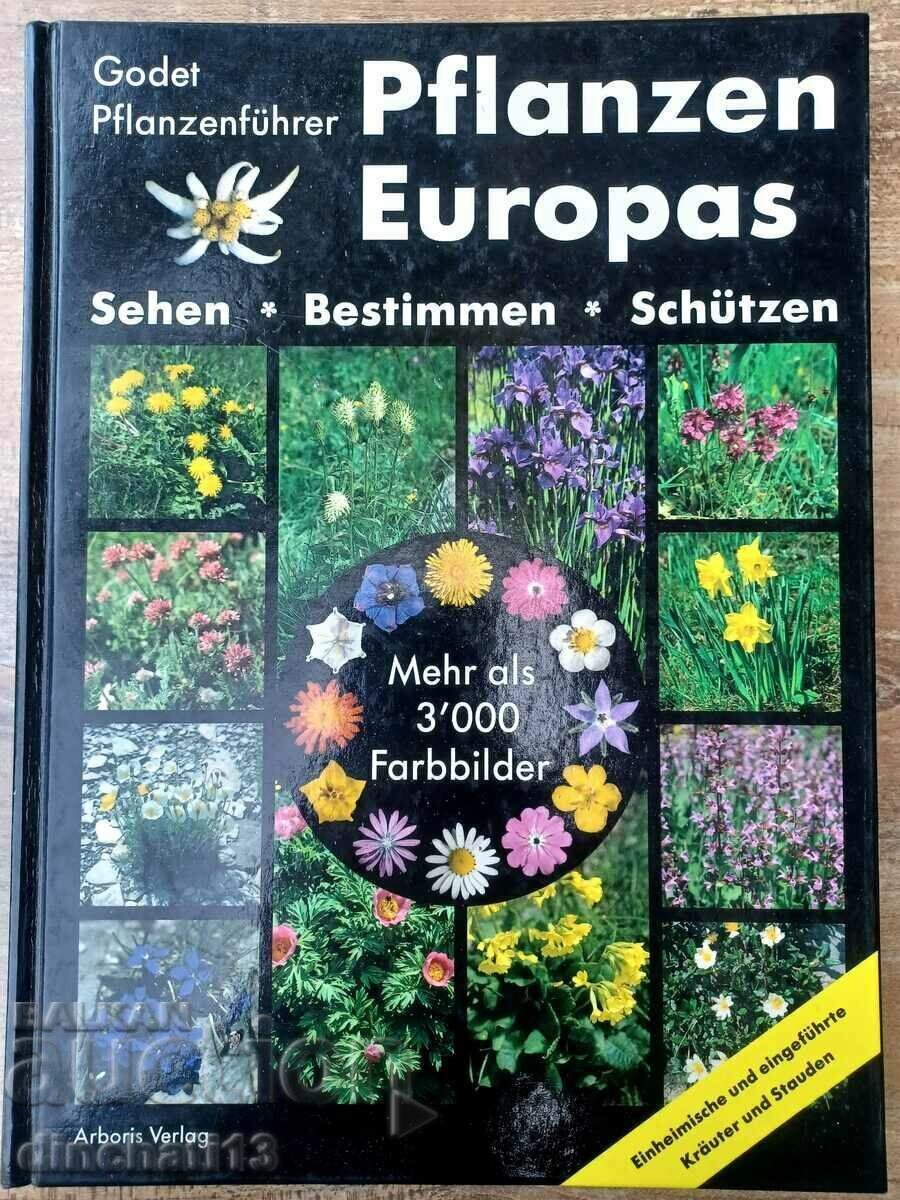 Godet
Pflanzenführer
Pflanzen
Europas
Sehen * Bestimmen * Schützen
Mehr als
3'000
Farbbilder
Einheimische und eingeführte
Kräuter und Stauden
Arboris Verlag
BALKAN
auction
dinchati13